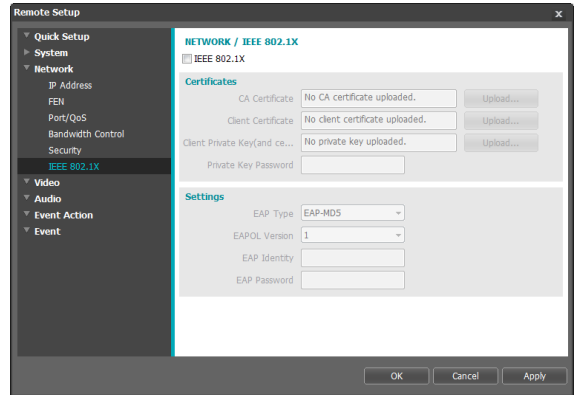 Remote Setup
x
Quick Setup
System
Network
IP Address
FEN
Port/QoS
Bandwidth Control
Security
IEEE 802.1X
Video
Audio
Event Action
Event
NETWORK / IEEE 802.1X
IEEE 802.1X
Certificates
CA Certificate No CA certificate uploaded. Upload...
Client Certificate No client certificate uploaded. Upload...
Client Private Key(and ce... No private key uploaded. Upload...
Private Key Password
Settings
EAP Type EAP-MD5
EAPOL Version 1
EAP Identity
EAP Password
OK Cancel Apply